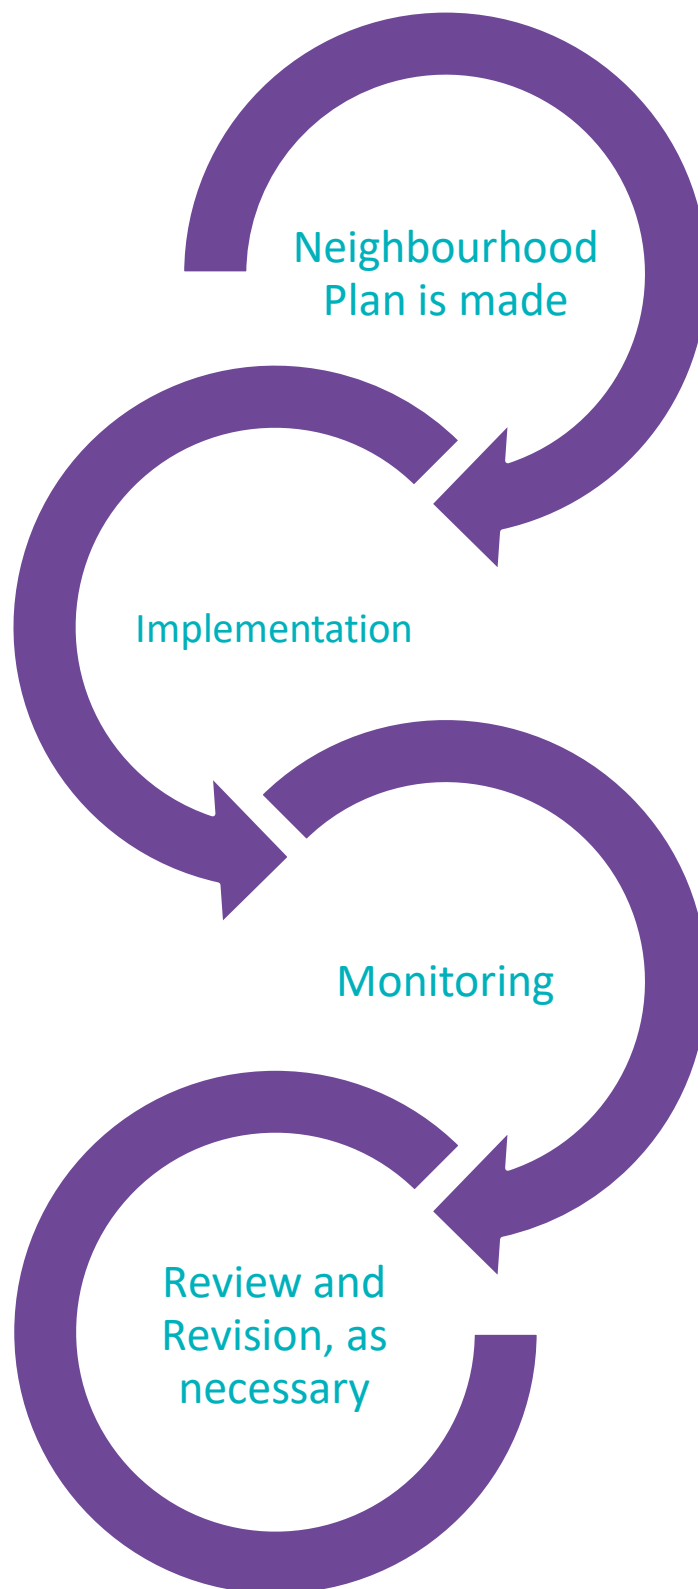 Neighbourhood
Plan is made
Implementation
Monitoring
Review and
Revision, as
necessary